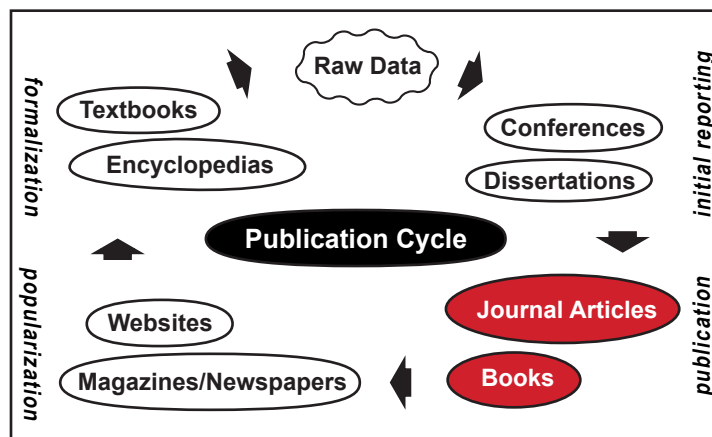 Raw Data
formalization
Textbooks
Encyclopedias
Conferences
Dissertations
initial reporting
Publication Cycle
popularization
Websites
Magazines/Newspapers
Journal Articles
Books
publication